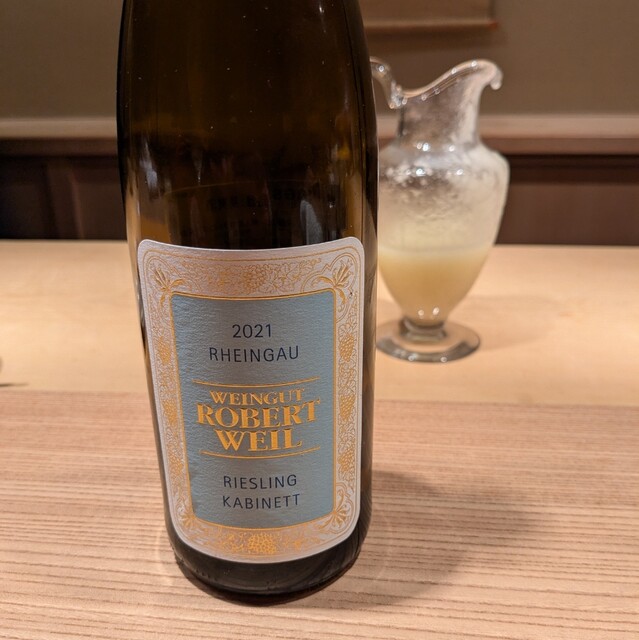 2021
RHEINGAU
WEINGUT
ROBERT
WEIL
RIESLING
KABINETT